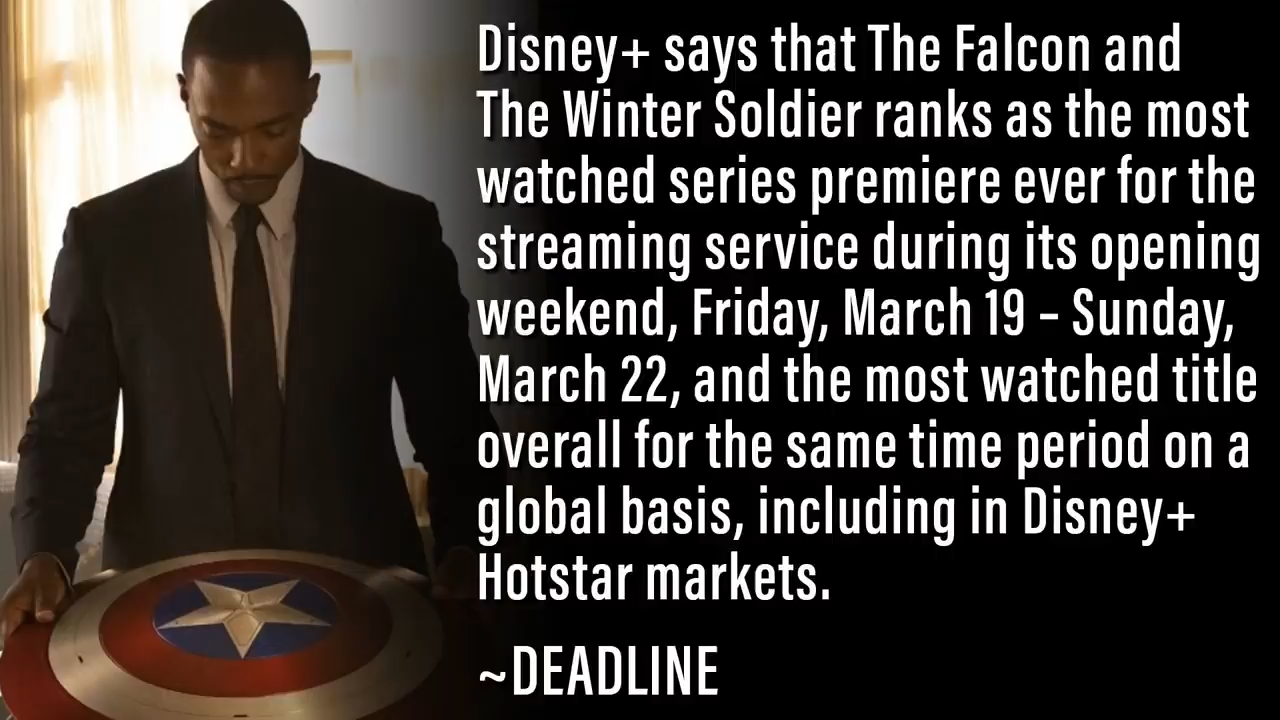 Disney+ says that The Falcon and
The Winter Soldier ranks as the most
watched series premiere ever for the
streaming service during its opening
weekend, Friday, March 19 – Sunday,
March 22, and the most watched title
overall for the same time period on a
global basis, including in Disney+
Hotstar markets.
~DEADLINE